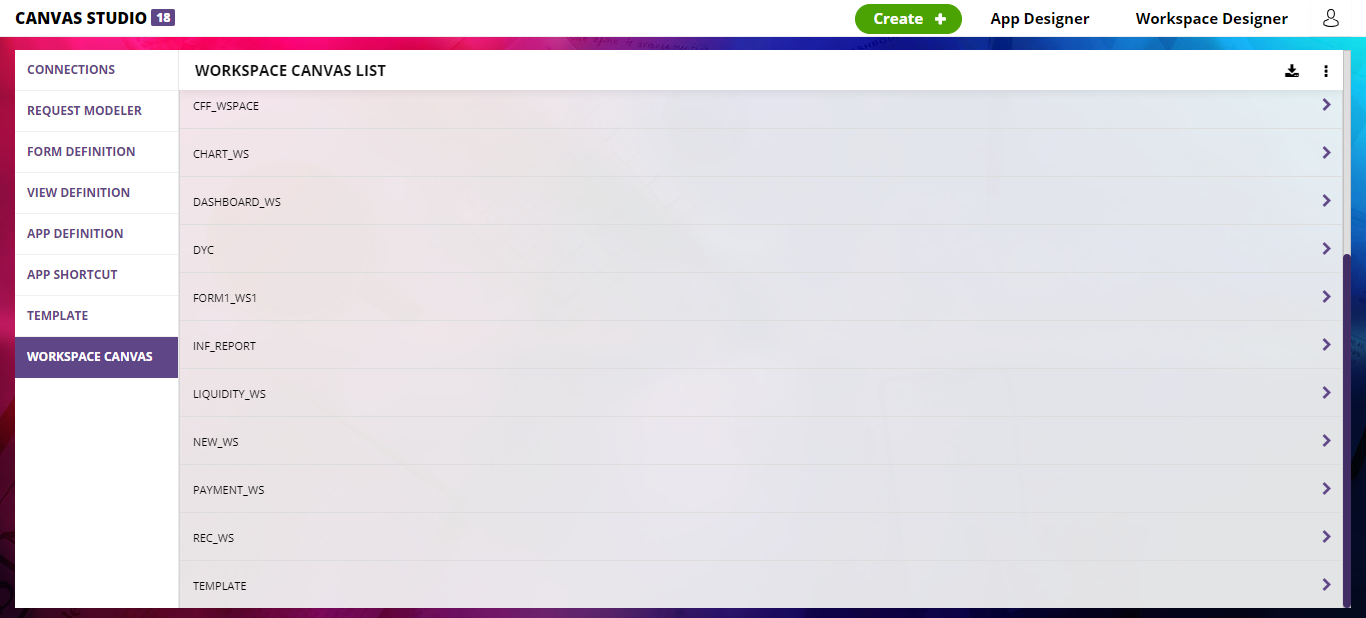 CANVAS STUDIO 18
Create +
App Designer
Workspace Designer
CONNECTIONS
REQUEST MODELER
FORM DEFINITION
VIEW DEFINITION
APP DEFINITION
APP SHORTCUT
TEMPLATE
WORKSPACE CANVAS
WORKSPACE CANVAS LIST
CFF_WSPACE
CHART_WS
DASHBOARD_WS
DYC
FORM1_WS1
INF_REPORT
LIQUIDITY_WS
NEW_WS
PAYMENT_WS
REC_WS
TEMPLATE